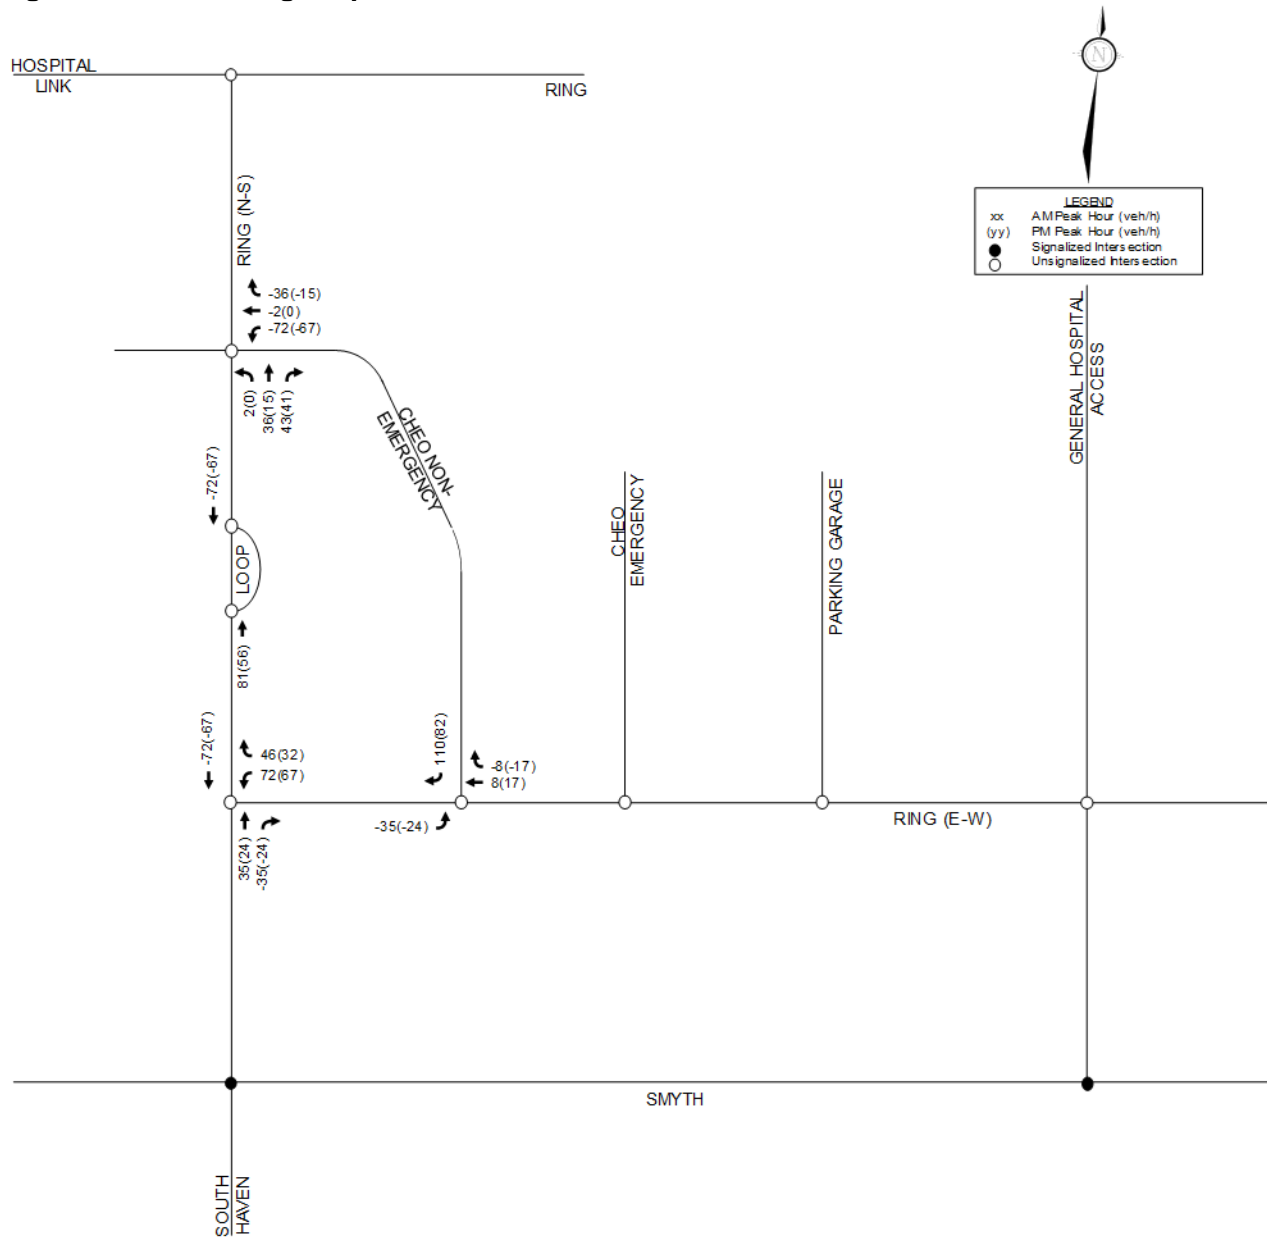 HOSPITAL
LINK
RING
N
RING (N-S)
LEGEND
xx AM Peak Hour (veh/h)
(yy) PM Peak Hour (veh/h)
Signalized Intersection
Unsignalized Intersection
-36(-15)
-2(0)
-72(-67)
2(0)
36(15)
43(41)
CHEO NON-
EMERGENCY
GENERAL HOSPITAL
ACCESS
-72(-67)
LOOP
CHEO
EMERGENCY
PARKING GARAGE
81(56)
-72(-67)
46(32)
72(67)
110(82)
-8(-17)
8(17)
-35(-24)
RING (E-W)
35(24)
-35(-24)
SMYTH
SOUTH
HAVEN